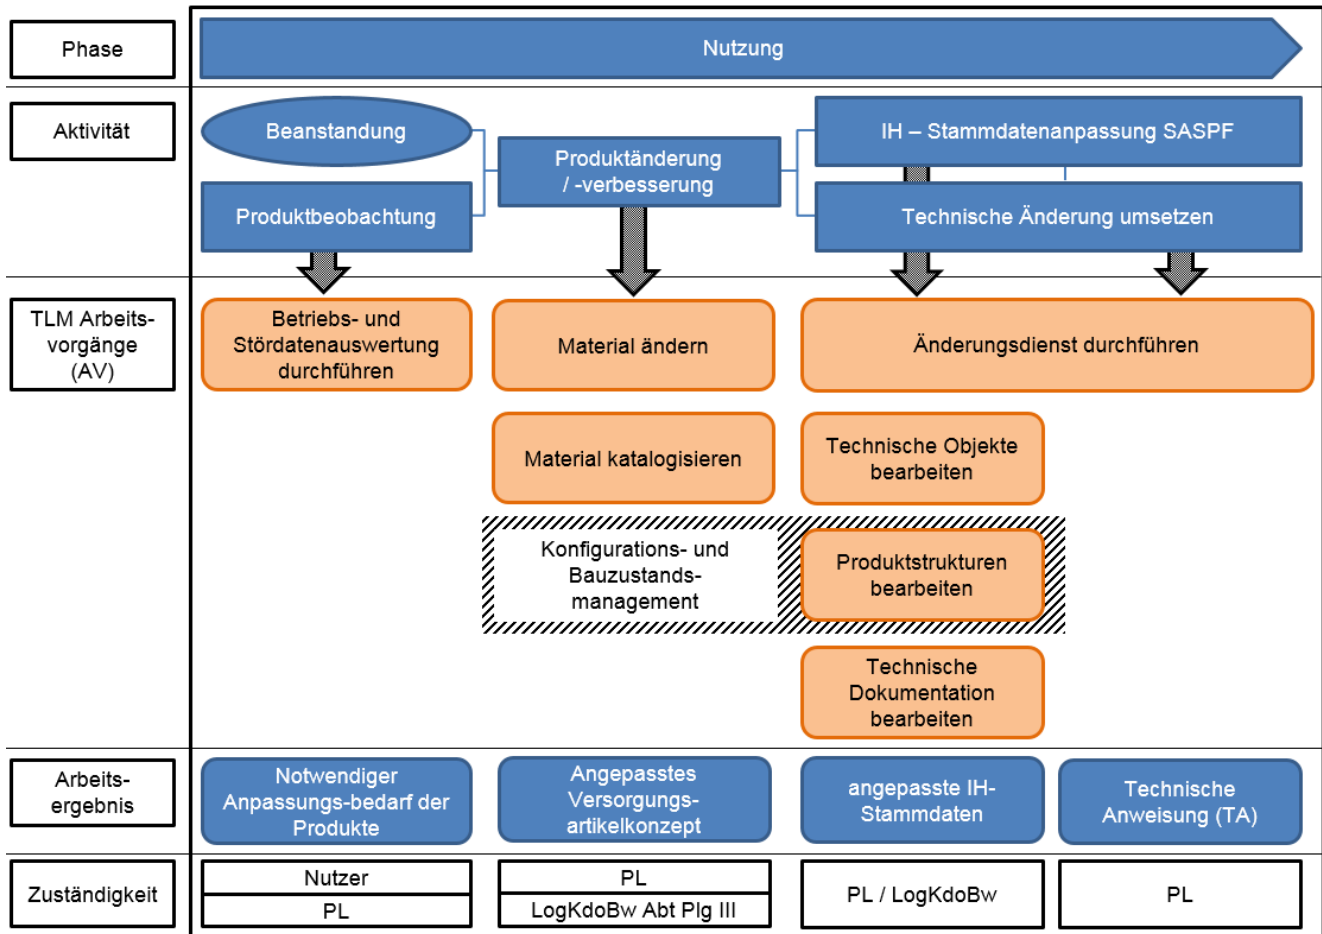 Phase
Nutzung
Aktivität
Beanstandung
Produktbeobachtung
Produktänderung
/ -verbesserung
IH – Stammdatenanpassung SASPF
Technische Änderung umsetzen
TLM Arbeits-
vorgänge
(AV)
Betriebs- und
Stördatenauswertung
durchführen
Material ändern
Änderungsdienst durchführen
Material katalogisieren
Technische Objekte
bearbeiten
Konfigurations- und
Bauzustands-
management
Produktstrukturen
bearbeiten
Technische
Dokumentation
bearbeiten
Arbeits-
ergebnis
Notwendiger
Anpassungs-bedarf der
Produkte
Angepasstes
Versorgungs-
artikelkonzept
angepasste IH-
Stammdaten
Technische
Anweisung (TA)
Zuständigkeit
Nutzer
PL
PL
LogKdoBw Abt Plg III
PL / LogKdoBw
PL